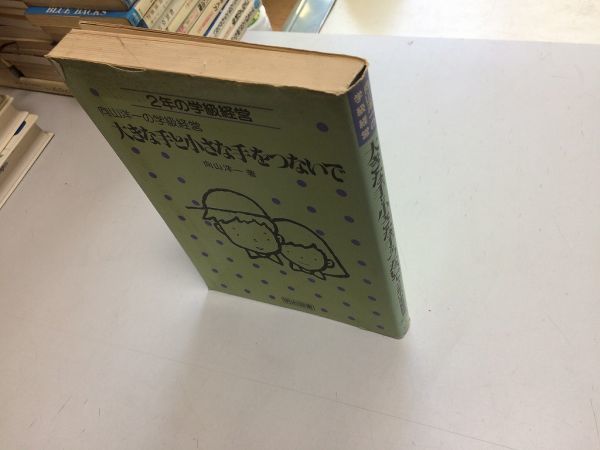 BLUE BACKS
2年の学級経営
向山洋一の学級経営
大きな手と小さな手をつないで
向山洋一 著
明治図書